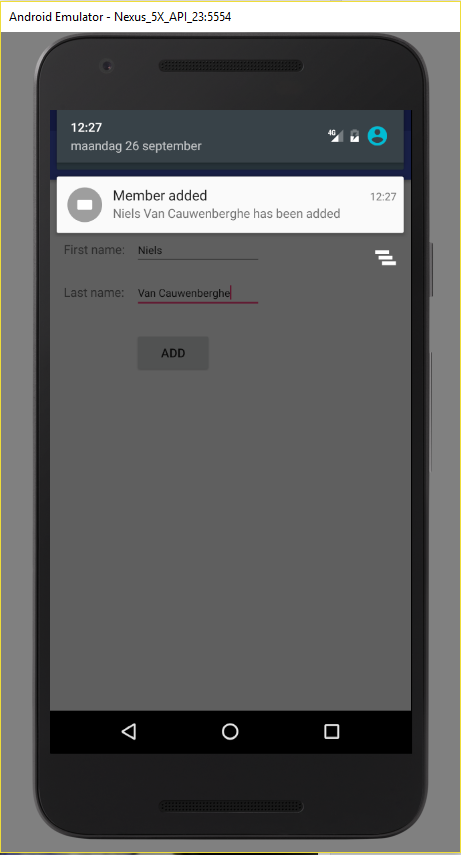 Android Emulator - Nexus_5X_API_23:5554
12:27
maandag 26 september
4G
Member added
12:27
Niels Van Cauwenberghe has been added
First name: Niels
Last name: Van Cauwenberghe
ADD